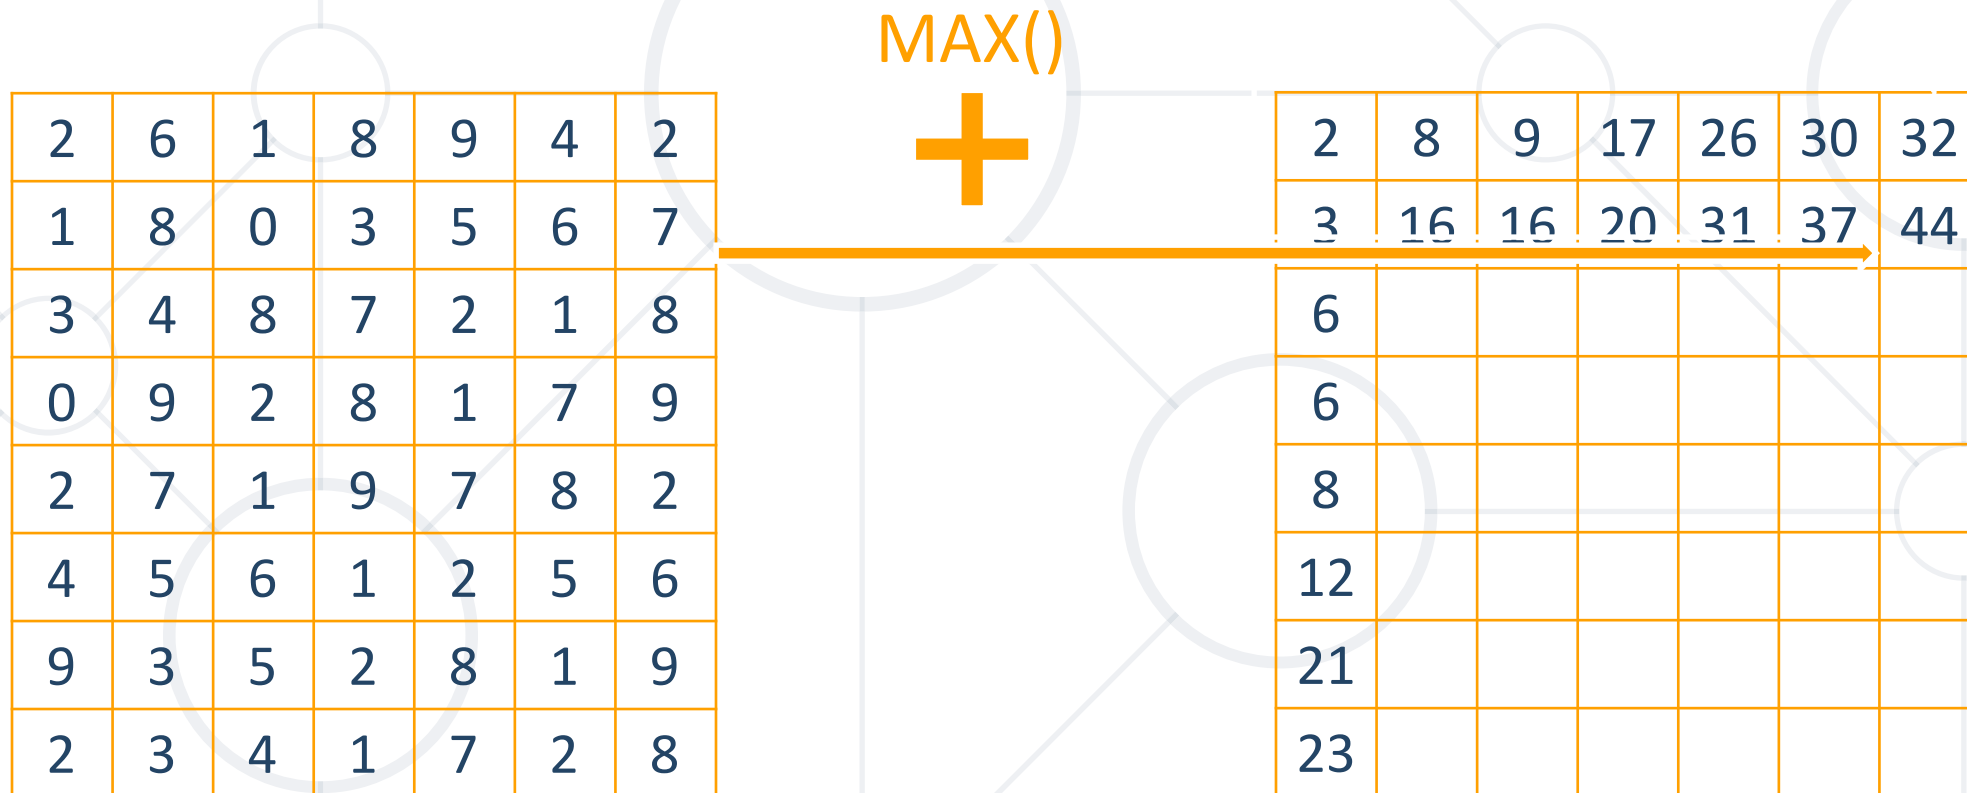 MAX()
2 6 1 8 9 4 2
1 8 0 3 5 6 7
3 4 8 7 2 1 8
0 9 2 8 1 7 9
2 7 1 9 7 8 2
4 5 6 1 2 5 6
9 3 5 2 8 1 9
2 3 4 1 7 2 8
+
2 8 9 17 26 30 32
3 16 16 20 31 37 44
6
6
8
12
21
23